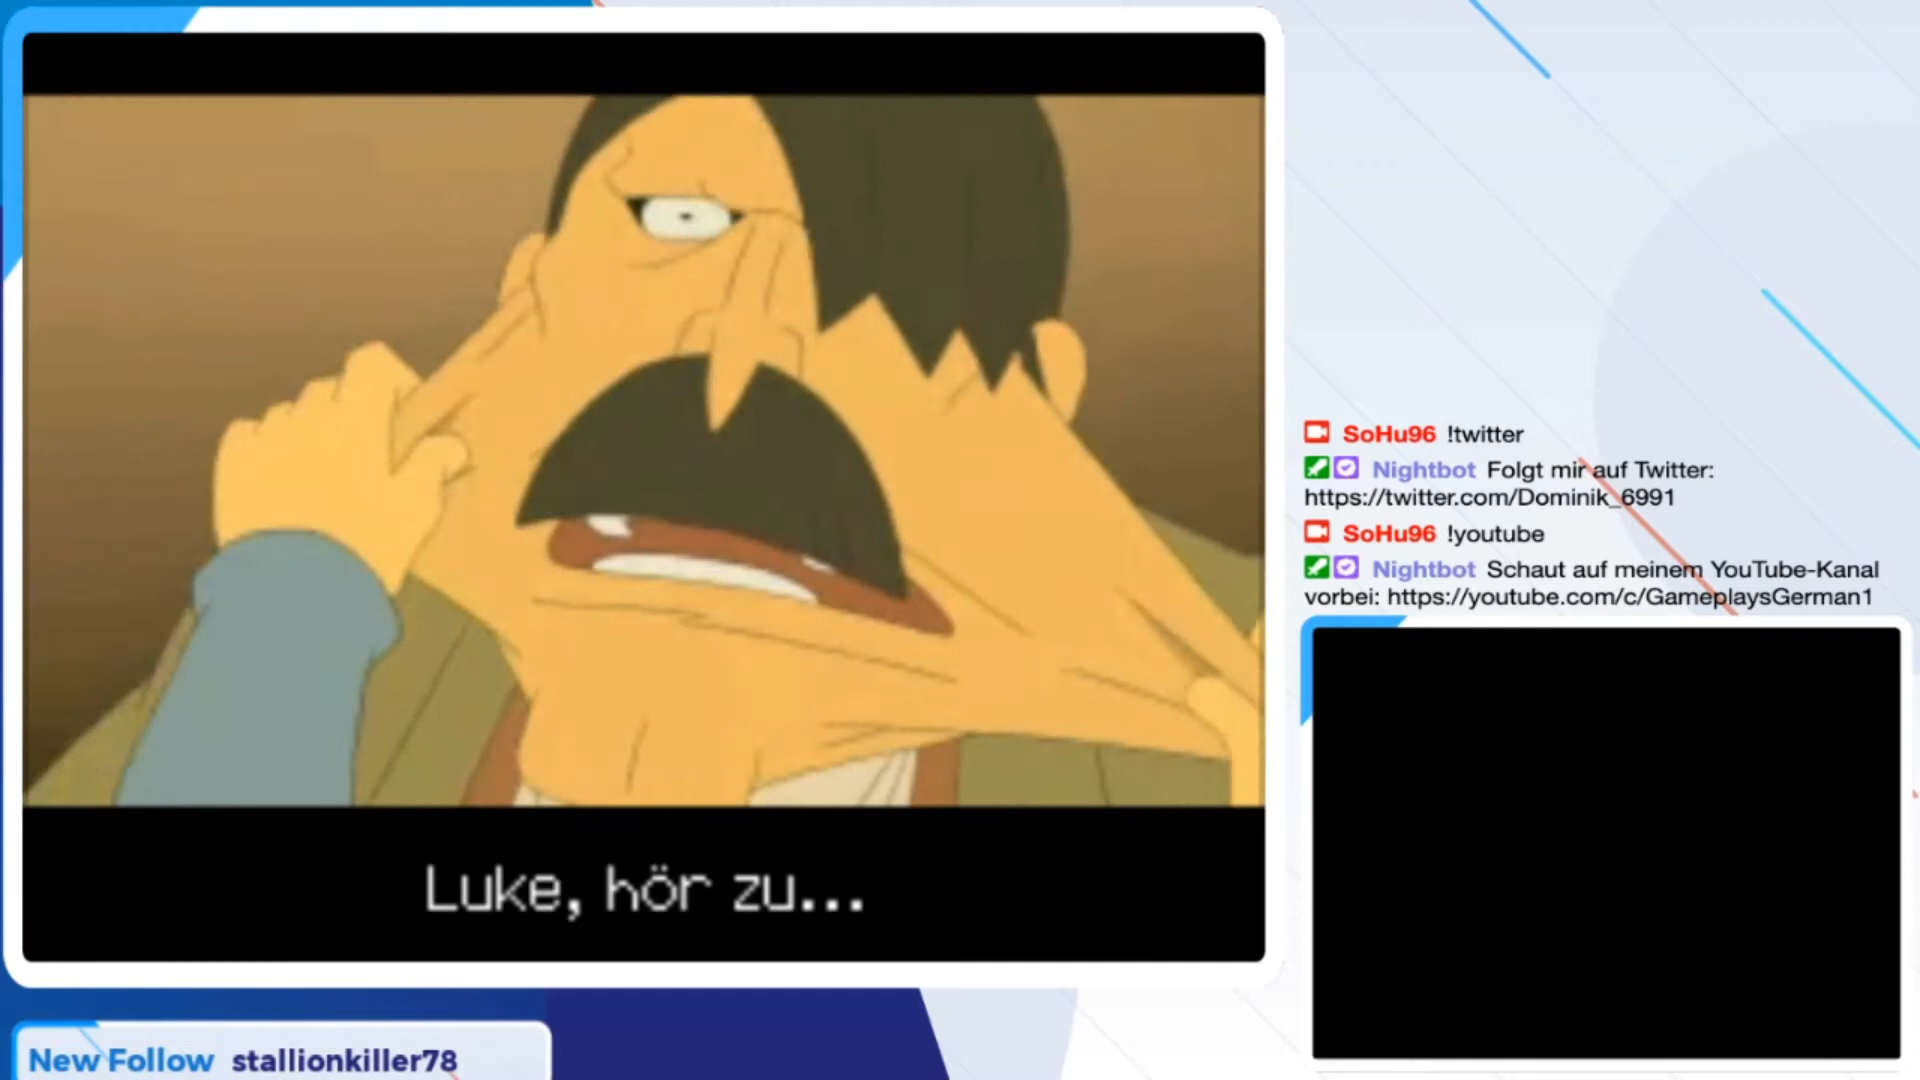 Luke, hör zu...
SoHu96 !twitter
Nightbot Folgt mir auf Twitter:
https://twitter.com/Dominik_6991
SoHu96 !youtube
Nightbot Schaut auf meinem YouTube-Kanal
vorbei: https://youtube.com/c/GameplaysGerman1
New Follow stallionkiller78